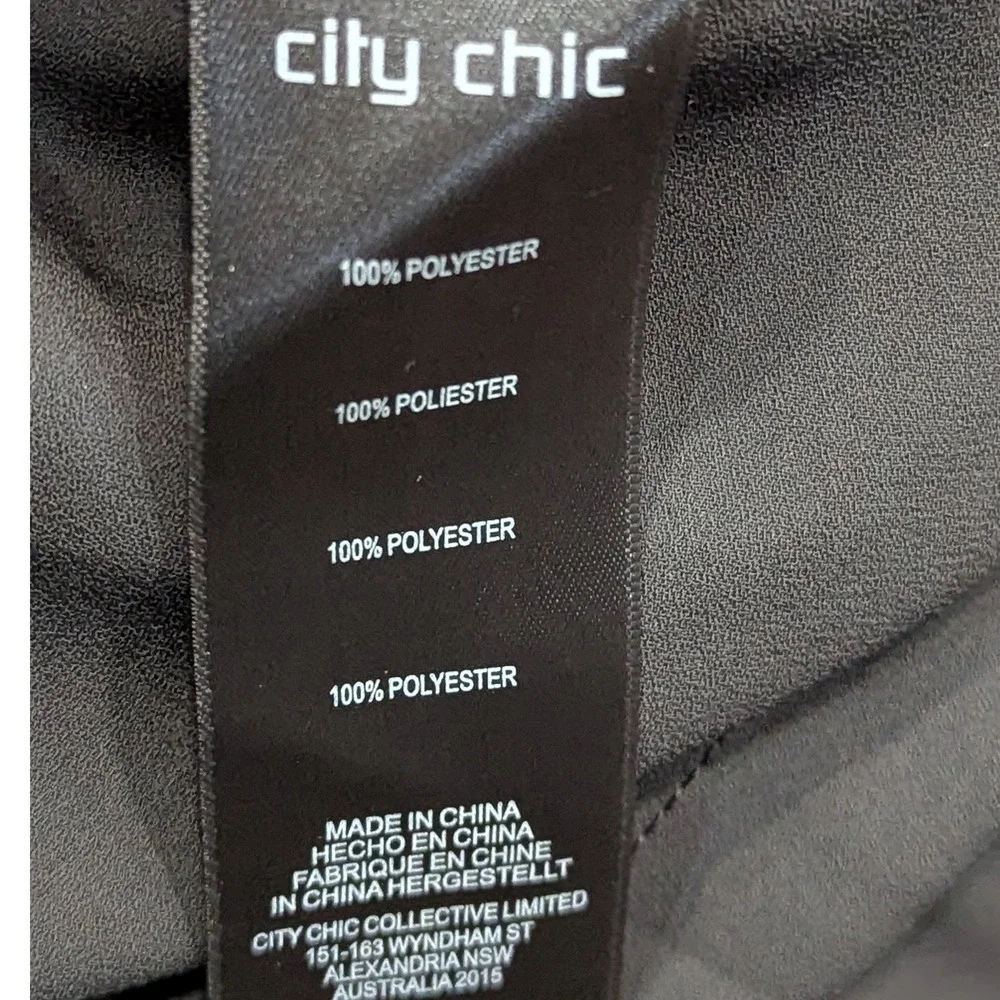 city chic
100% POLYESTER
100% POLIESTER
100% POLYESTER
100% POLYESTER
MADE IN CHINA
HECHO EN CHINA
FABRIQUE EN CHINE
IN CHINA HERGESTELLT
CITY CHIC COLLECTIVE LIMITED
151-163 WYNDHAM ST
ALEXANDRIA NSW
AUSTRALIA 2015